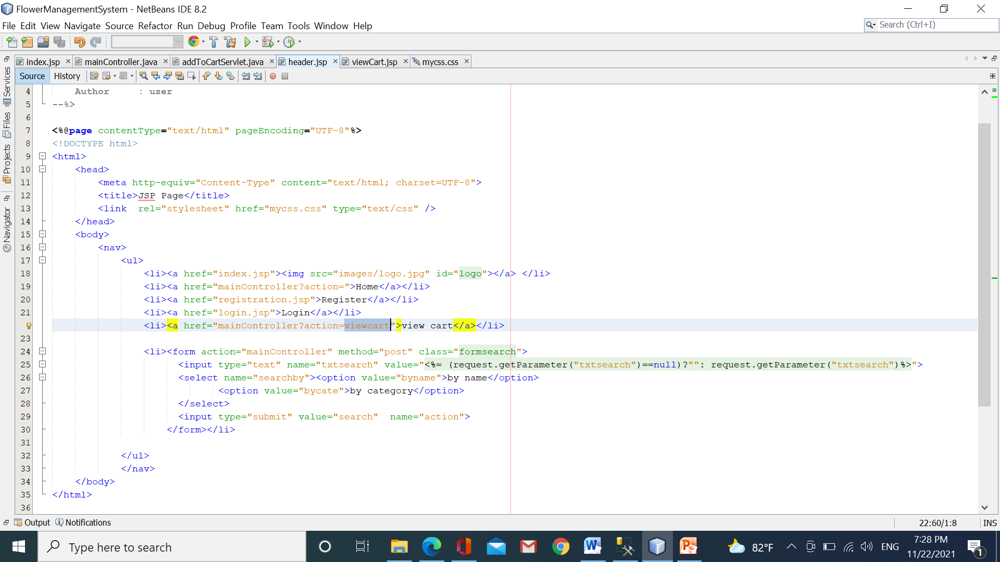 FlowerManagementSystem - NetBeans IDE 8.2
File Edit View Navigate Source Refactor Run Debug Profile Team Tools Window Help
Search (Ctrl+I)
index.jsp mainController.java addToCartServlet.java header.jsp viewCart.jsp mycss.css
Source History
Services
Files
Projects
Navigator
4 Author : user
5 --%>
6
7 <%@page contentType="text/html" pageEncoding="UTF-8"%>
8 <!DOCTYPE html>
9 <html>
10 <head>
11 <meta http-equiv="Content-Type" content="text/html; charset=UTF-8">
12 <title>JSP Page</title>
13 <link  rel="stylesheet" href="mycss.css" type="text/css" />
14 </head>
15 <body>
16 <nav>
17 <ul>
18 <li><a href="index.jsp"><img src="images/logo.jpg" id="logo"></a> </li>
19 <li><a href="mainController?action=">Home</a></li>
20 <li><a href="registration.jsp">Register</a></li>
21 <li><a href="login.jsp">Login</a></li>
<li><a href="mainController?action=viewcart">view cart</a></li>
23
24 <li><form action="mainController" method="post" class="formsearch">
25 <input type="text" name="txtsearch" value="<%= (request.getParameter("txtsearch")==null)?"": request.getParameter("txtsearch")%>">
26 <select name="searchby"><option value="byname">by name</option>
27 <option value="bycate">by category</option>
28 </select>
29 <input type="submit" value="search"  name="action">
30 </form></li>
31
32 </ul>
33 </nav>
34 </body>
35 </html>
36
Output Notifications
22:60/1:8 INS
Type here to search
82°F
ENG
7:28 PM
11/22/2021
1